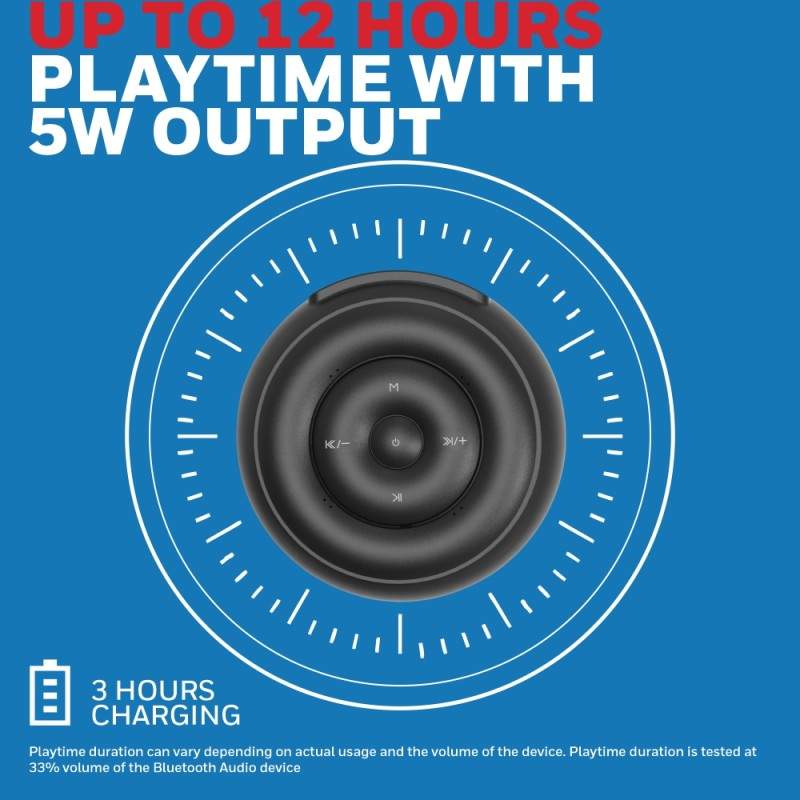 UP TO 12 HOURS
PLAYTIME WITH
5W OUTPUT
M
/−
/+
3 HOURS
CHARGING
Playtime duration can vary depending on actual usage and the volume of the device. Playtime duration is tested at
33% volume of the Bluetooth Audio device